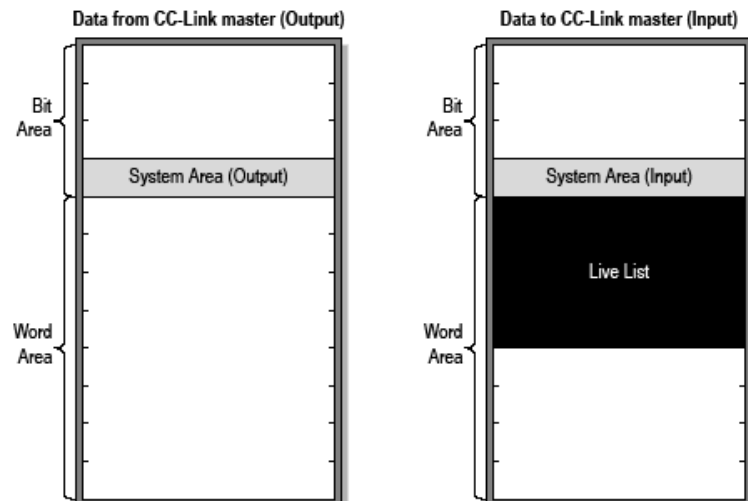 Data from CC-Link master (Output)
Bit
Area
System Area (Output)
Word
Area
Data to CC-Link master (Input)
Bit
Area
System Area (Input)
Live List
Word
Area